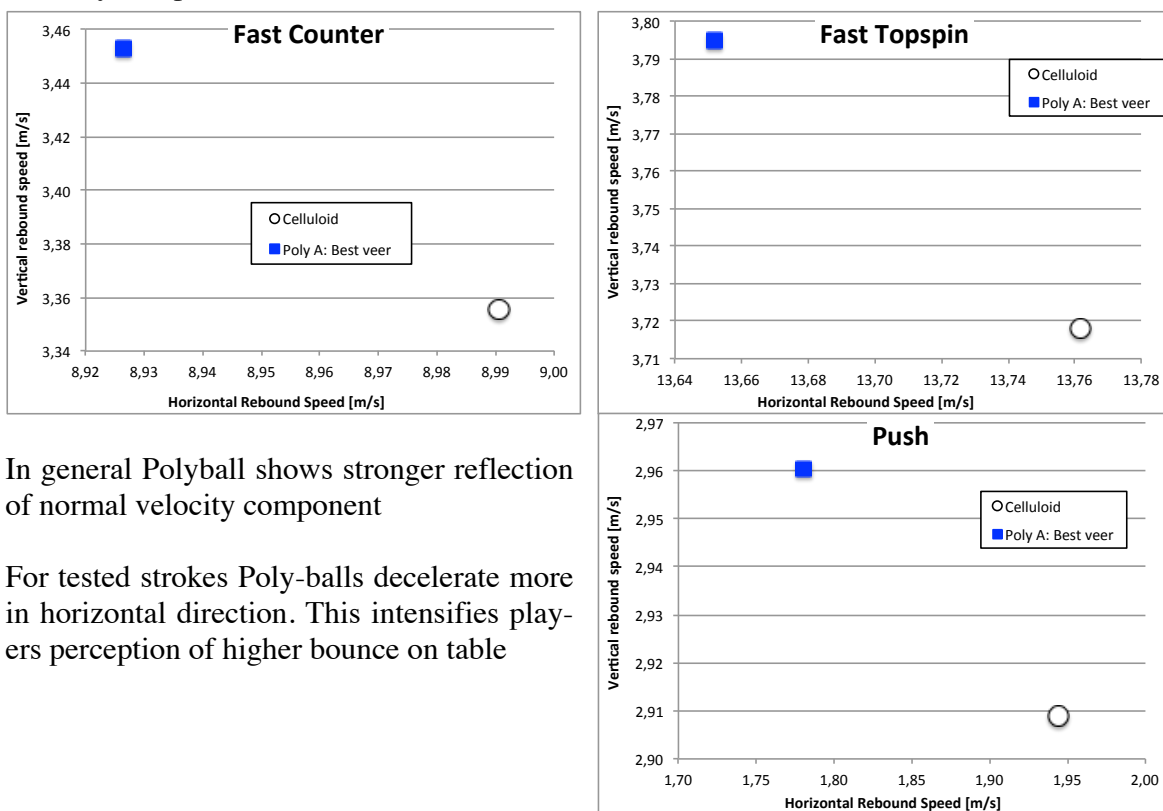 Fast Counter
Vertical rebound speed [m/s]
3,46
3,44
3,42
3,40
3,38
3,36
3,34
Celluloid
Poly A: Best veer
8,92 8,93 8,94 8,95 8,96 8,97 8,98 8,99 9,00
Horizontal Rebound Speed [m/s]
Fast Topspin
Vertical rebound speed [m/s]
3,80
3,79
3,78
3,77
3,76
3,75
3,74
3,73
3,72
3,71
Celluloid
Poly A: Best veer
13,64 13,66 13,68 13,70 13,72 13,74 13,76 13,78
Horizontal Rebound Speed [m/s]
In general Polyball shows stronger reflection
of normal velocity component
For tested strokes Poly-balls decelerate more
in horizontal direction. This intensifies play-
ers perception of higher bounce on table
Push
Vertical rebound speed [m/s]
2,97
2,96
2,95
2,94
2,93
2,92
2,91
2,90
Celluloid
Poly A: Best veer
1,70 1,75 1,80 1,85 1,90 1,95 2,00
Horizontal Rebound Speed [m/s]